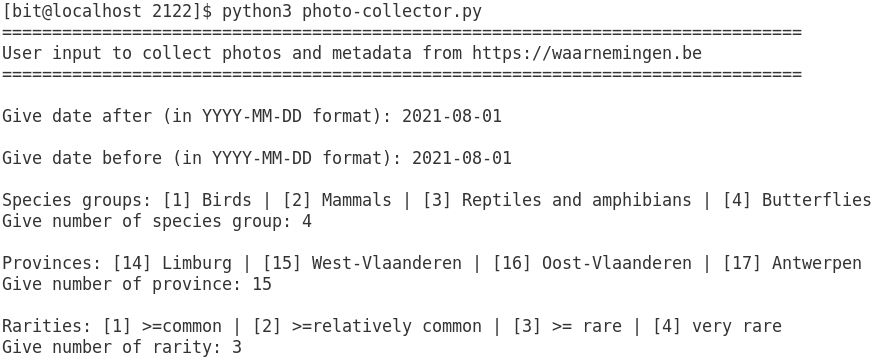 [bit@localhost 2122]$ python3 photo-collector.py
================================================================================
User input to collect photos and metadata from https://waarnemingen.be
================================================================================
Give date after (in YYYY-MM-DD format): 2021-08-01
Give date before (in YYYY-MM-DD format): 2021-08-01
Species groups: [1] Birds | [2] Mammals | [3] Reptiles and amphibians | [4] Butterflies
Give number of species group: 4
Provinces: [14] Limburg | [15] West-Vlaanderen | [16] Oost-Vlaanderen | [17] Antwerpen
Give number of province: 15
Rarities: [1] >=common | [2] >=relatively common | [3] >= rare | [4] very rare
Give number of rarity: 3